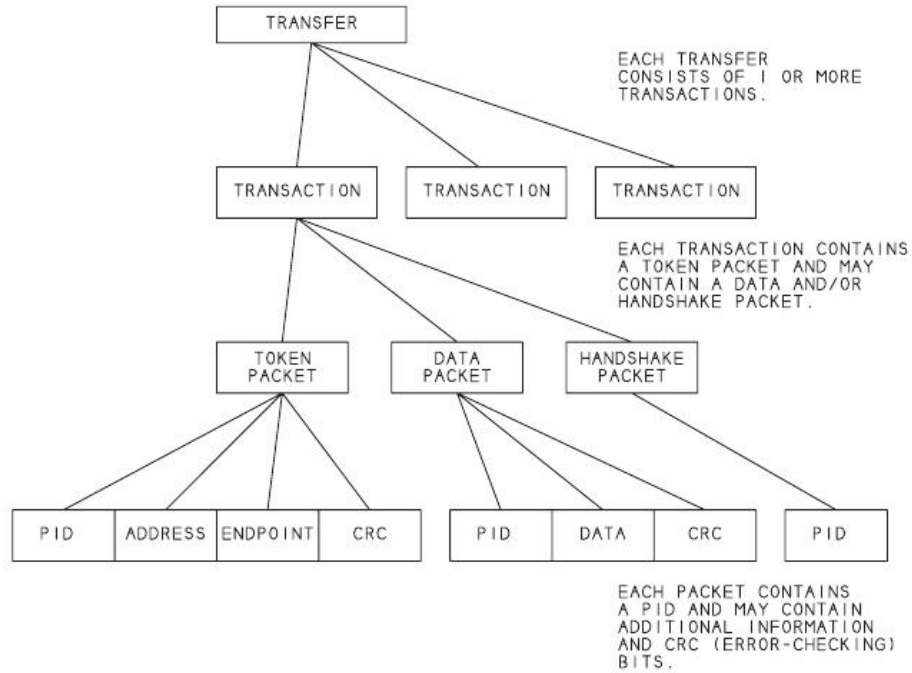 TRANSFER
EACH TRANSFER
CONSISTS OF 1 OR MORE
TRANSACTIONS.
TRANSACTION
TRANSACTION
TRANSACTION
EACH TRANSACTION CONTAINS
A TOKEN PACKET AND MAY
CONTAIN A DATA AND/OR
HANDSHAKE PACKET.
TOKEN
PACKET
DATA
PACKET
HANDSHAKE
PACKET
PID
ADDRESS
ENDPOINT
CRC
PID
DATA
CRC
PID
EACH PACKET CONTAINS
A PID AND MAY CONTAIN
ADDITIONAL INFORMATION
AND CRC (ERROR-CHECKING)
BITS.